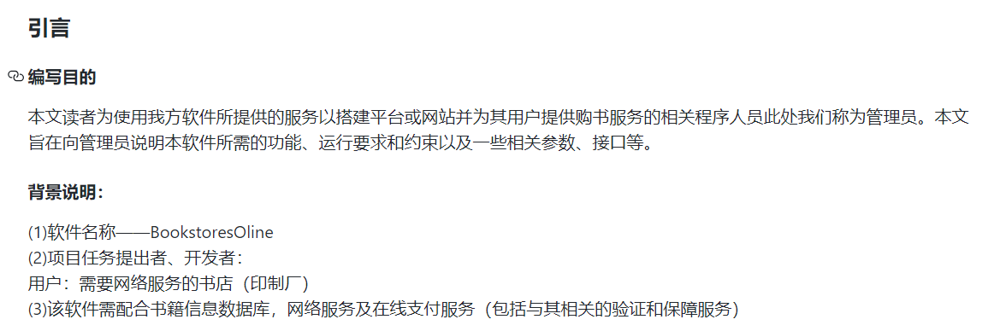 引言
编写目的
本文读者为使用我方软件所提供的服务以搭建平台或网站并为其用户提供购书服务的相关程序人员此处我们称为管理员。本文
旨在向管理员说明本软件所需的功能、运行要求和约束以及一些相关参数、接口等。
背景说明：
(1)软件名称——BookstoresOline
(2)项目任务提出者、开发者：
用户：需要网络服务的书店（印制厂）
(3)该软件需配合书籍信息数据库，网络服务及在线支付服务（包括与其相关的验证和保障服务）